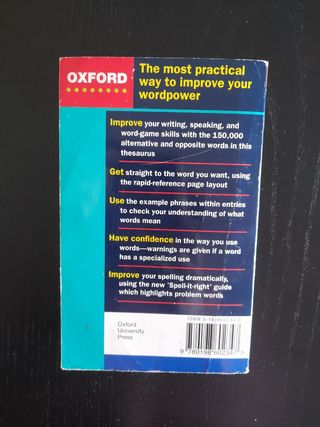 OXFORD
The most practical
way to improve your
wordpower
Improve your writing, speaking, and
word-game skills with the 150,000
alternative and opposite words in this
thesaurus
Get straight to the word you want, using
the rapid-reference page layout
Use the example phrases within entries
to check your understanding of what
words mean
Have confidence in the way you use
words—warnings are given if a word
has a specialized use
Improve your spelling dramatically,
using the new 'Spell-it-right' guide
which highlights problem words
Oxford
University
Press
ISBN
9 780198 602347